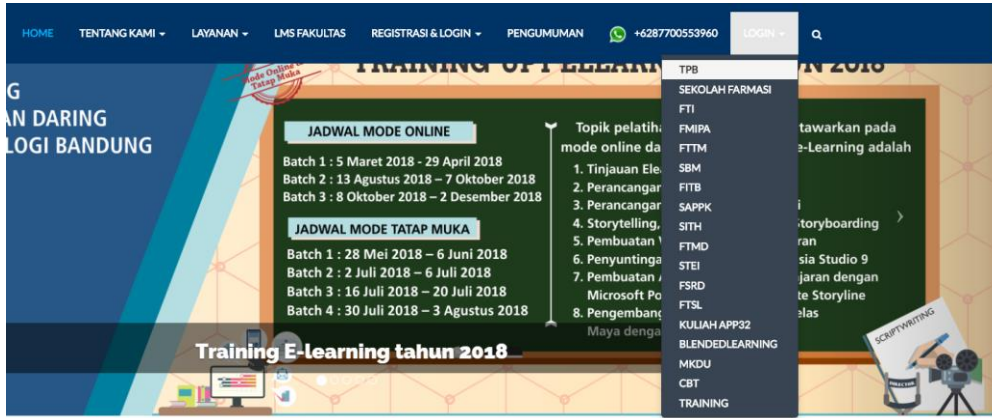 HOME TENTANG KAMI LAYANAN LMS FAKULTAS REGISTRASI & LOGIN PENGUMUMAN +6287700553960 LOGIN
G
AN DARING
LOGI BANDUNG
Mode Online
Tatap Muka
JADWAL MODE ONLINE
Batch 1 : 5 Maret 2018 - 29 April 2018
Batch 2 : 13 Agustus 2018 – 7 Oktober 2018
Batch 3 : 8 Oktober 2018 – 2 Desember 2018
JADWAL MODE TATAP MUKA
Batch 1 : 28 Mei 2018 – 6 Juni 2018
Batch 2 : 2 Juli 2018 – 6 Juli 2018
Batch 3 : 16 Juli 2018 – 20 Juli 2018
Batch 4 : 30 Juli 2018 – 3 Agustus 2018
Topik pelatiha tawarkan pada
mode online da e-Learning adalah
1. Tinjauan Ele
2. Perancangan
3. Perancangan i
4. Storytelling, Storyboarding
5. Pembuatan ran
6. Penyuntinga sia Studio 9
7. Pembuatan jaran dengan
Microsoft Po te Storyline
8. Pengembang elas
Maya denga
TPB
SEKOLAH FARMASI
FTI
FMIPA
FTTM
SBM
FITB
SAPPK
SITH
FTMD
STEI
FSRD
FTSL
KULIAH APP32
BLENDEDLEARNING
MKDU
CBT
TRAINING
Training E-learning tahun 2018
SCRIPTWRITING
DIRECTOR